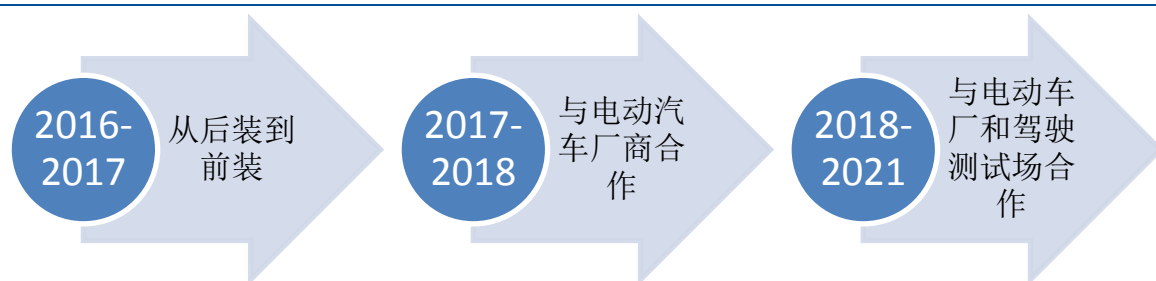 2016-
2017
从后装到
前装
2017-
2018
与电动汽
车厂商合
作
2018-
2021
与电动车
厂和驾驶
测试场合
作